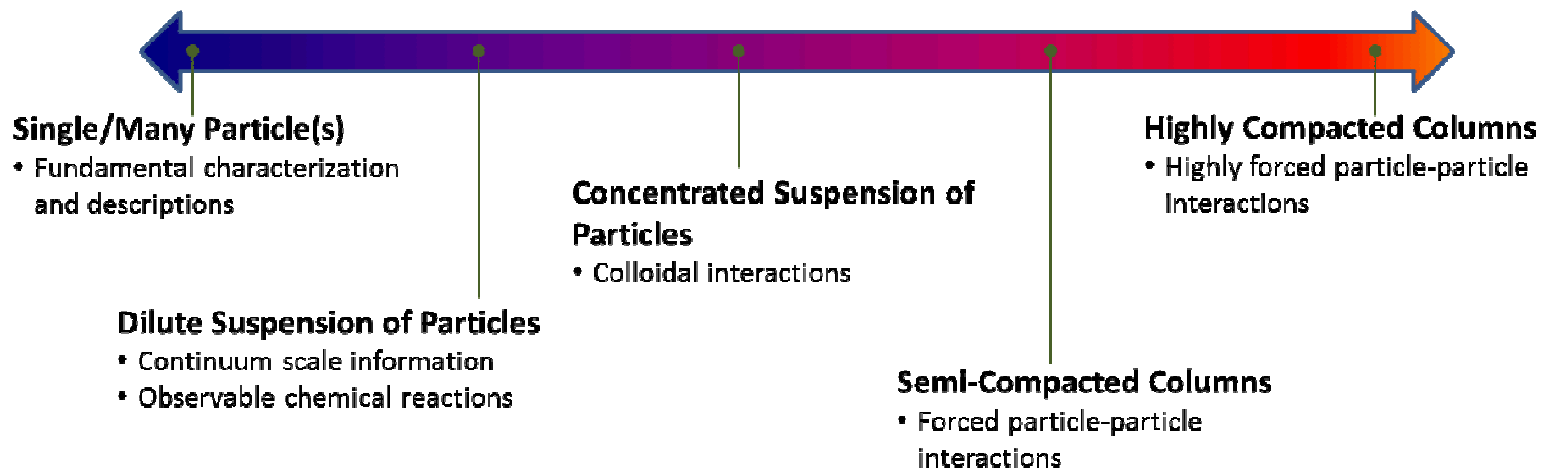 Single/Many Particle(s)
• Fundamental characterization
and descriptions
Dilute Suspension of Particles
• Continuum scale information
• Observable chemical reactions
Concentrated Suspension of
Particles
• Colloidal interactions
Semi-Compacted Columns
• Forced particle-particle
interactions
Highly Compacted Columns
• Highly forced particle-particle
interactions